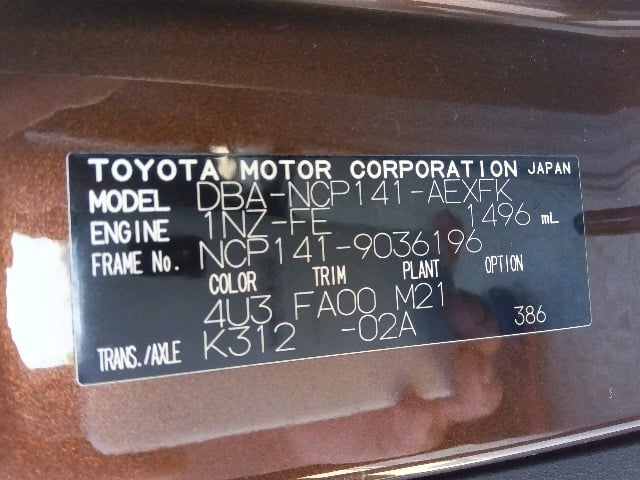 TOYOTA MOTOR CORPORATION JAPAN
MODEL DBA-NCP141-AEXFK
ENGINE 1NZ-FE 1496 mL
FRAME No. NCP141-9036196
COLOR TRIM PLANT OPTION
4U3 FA00 M21
TRANS./AXLE K312 -02A 386